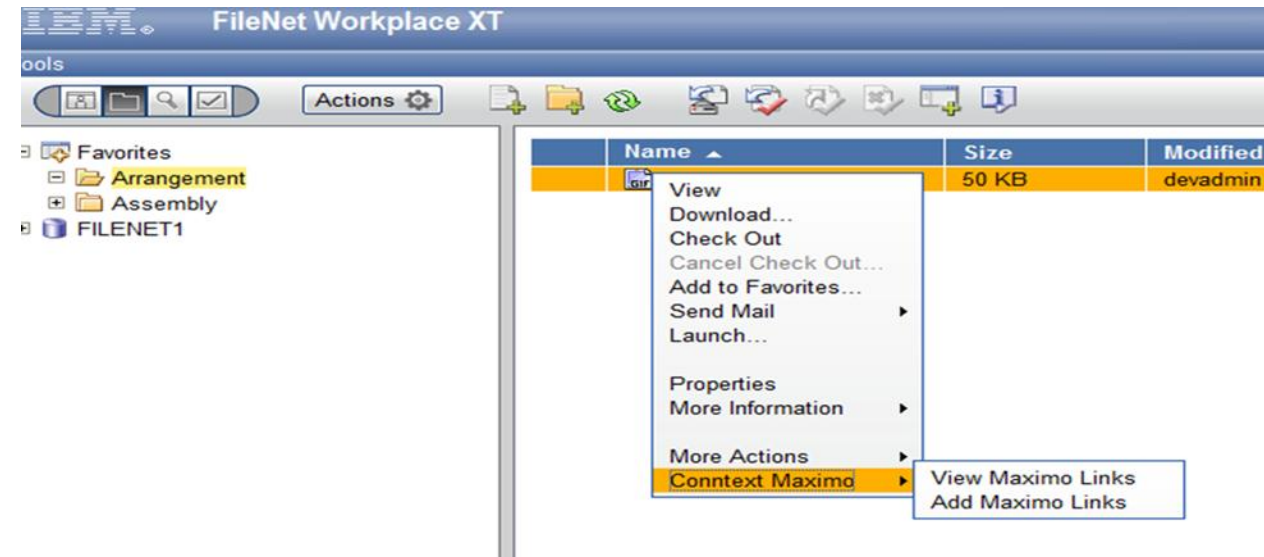 IBM® FileNet Workplace XT
ools
Actions
Favorites
Arrangement
Assembly
FILENET1
Name Size Modified
GIF 50 KB devadmin
View
Download...
Check Out
Cancel Check Out...
Add to Favorites...
Send Mail
Launch...
Properties
More Information
More Actions
Conntext Maximo
View Maximo Links
Add Maximo Links